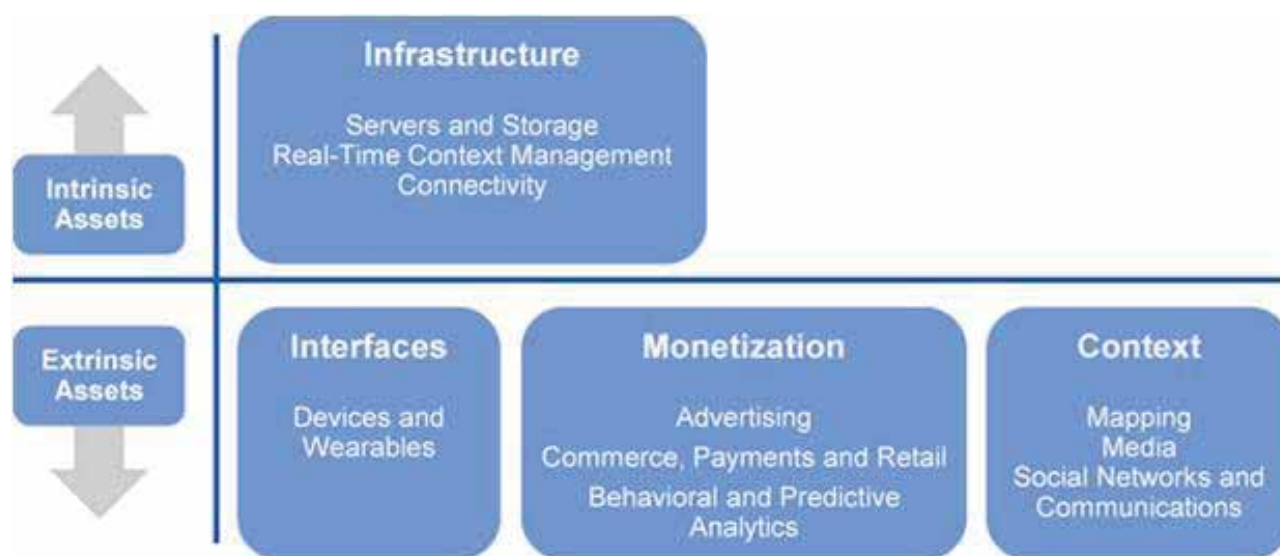 Infrastructure
Servers and Storage
Real-Time Context Management
Connectivity
Intrinsic
Assets
Extrinsic
Assets
Interfaces
Devices and
Wearables
Monetization
Advertising
Commerce, Payments and Retail
Behavioral and Predictive
Analytics
Context
Mapping
Media
Social Networks and
Communications